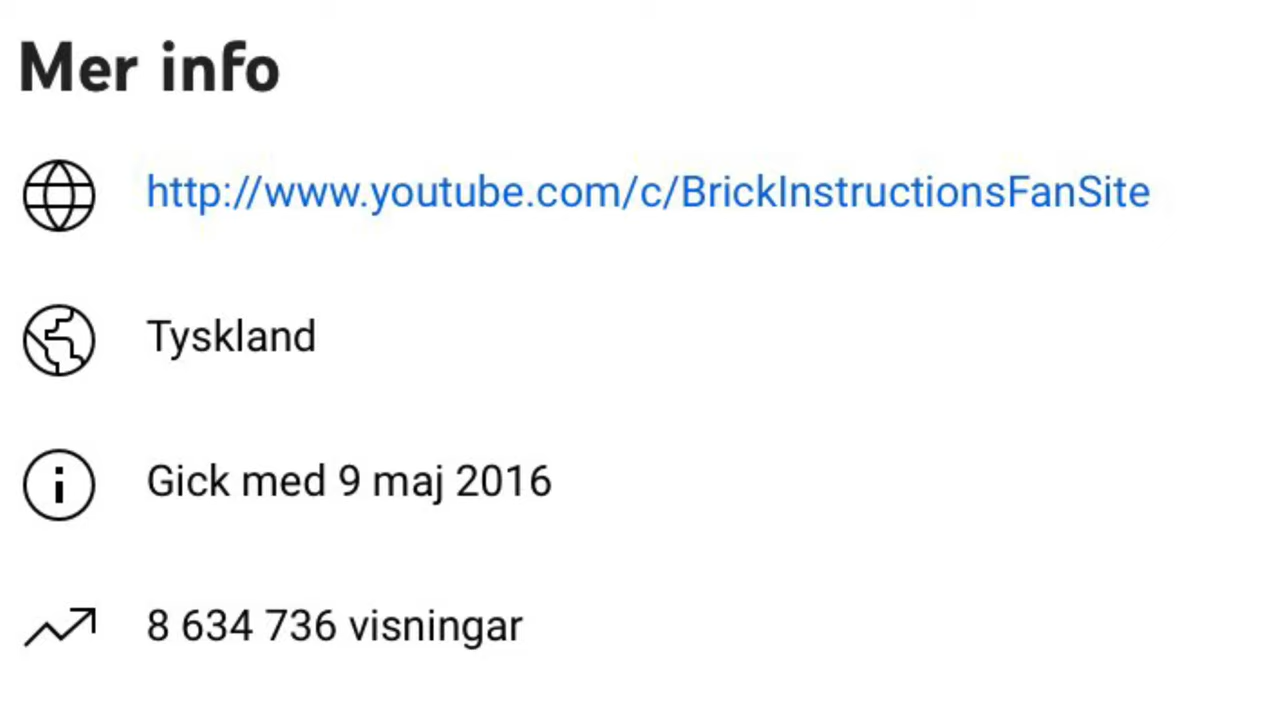 Mer info
http://www.youtube.com/c/BrickInstructionsFanSite
Tyskland
Gick med 9 maj 2016
8 634 736 visningar